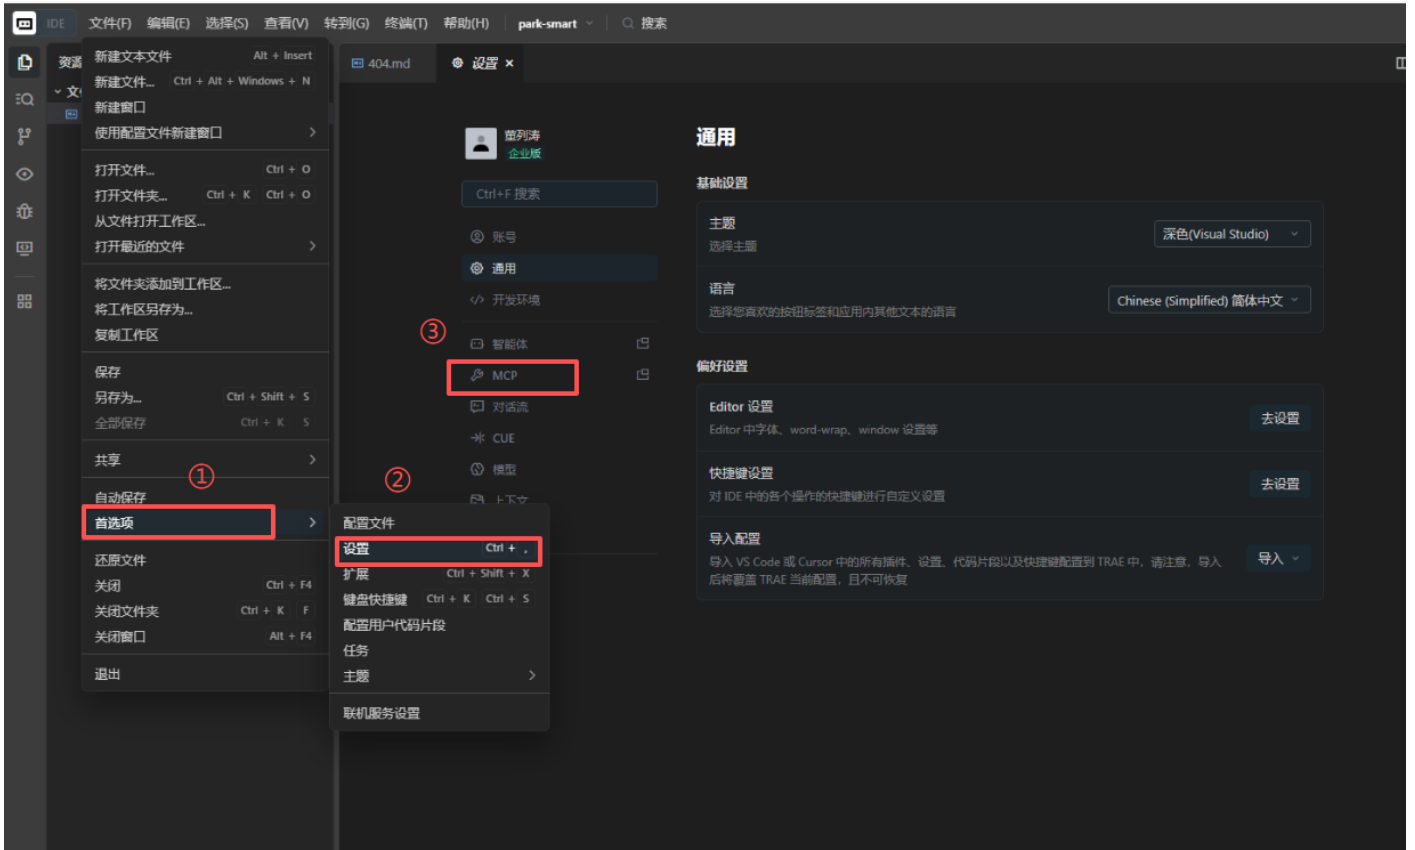 IDE 文件(F) 编辑(E) 选择(S) 查看(V) 转到(G) 终端(T) 帮助(H) park-smart 搜索
404.md 设置 ×
新建文本文件 Alt + Insert
新建文件... Ctrl + Alt + Windows + N
新建窗口
使用配置文件新建窗口
打开文件... Ctrl + O
打开文件夹... Ctrl + K Ctrl + O
从文件打开工作区...
打开最近的文件
将文件夹添加到工作区...
将工作区另存为...
复制工作区
保存
另存为... Ctrl + Shift + S
全部保存 Ctrl + K S
共享
①
自动保存
首选项
还原文件
关闭 Ctrl + F4
关闭文件夹 Ctrl + K F
关闭窗口 Alt + F4
退出
②
配置文件
设置 Ctrl + ,
扩展 Ctrl + Shift + X
键盘快捷键 Ctrl + K Ctrl + S
配置用户代码片段
任务
主题
联机服务设置
董列涛
企业版
Ctrl+F 搜索
账号
通用
开发环境
③
智能体
MCP
对话流
CUE
模型
上下文
通用
基础设置
主题
选择主题
深色(Visual Studio)
语言
选择您喜欢的按钮标签和应用内其他文本的语言
Chinese (Simplified) 简体中文
偏好设置
Editor 设置
Editor 中字体、word-wrap、window 设置等
去设置
快捷键设置
对 IDE 中的各个操作的快捷键进行自定义设置
去设置
导入配置
导入 VS Code 或 Cursor 中的所有插件、设置、代码片段以及快捷键配置到 TRAE 中，请注意，导入
后将覆盖 TRAE 当前配置，且不可恢复
导入